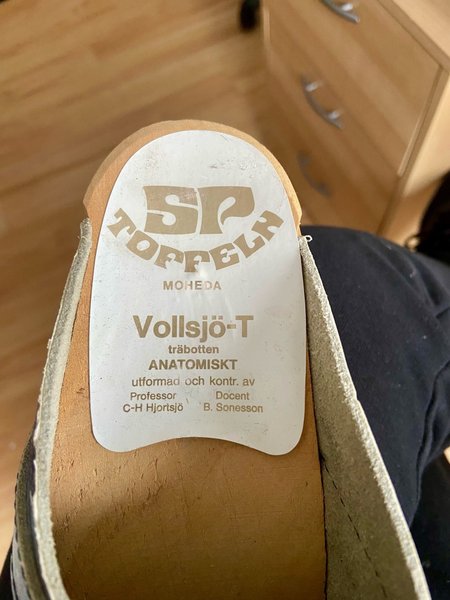 SP
TOFFELN
MOHEDA
Vollsjö-T
träbotten
ANATOMISKT
utformad och kontr. av
Professor Docent
C-H Hjortsjö B. Sonesson